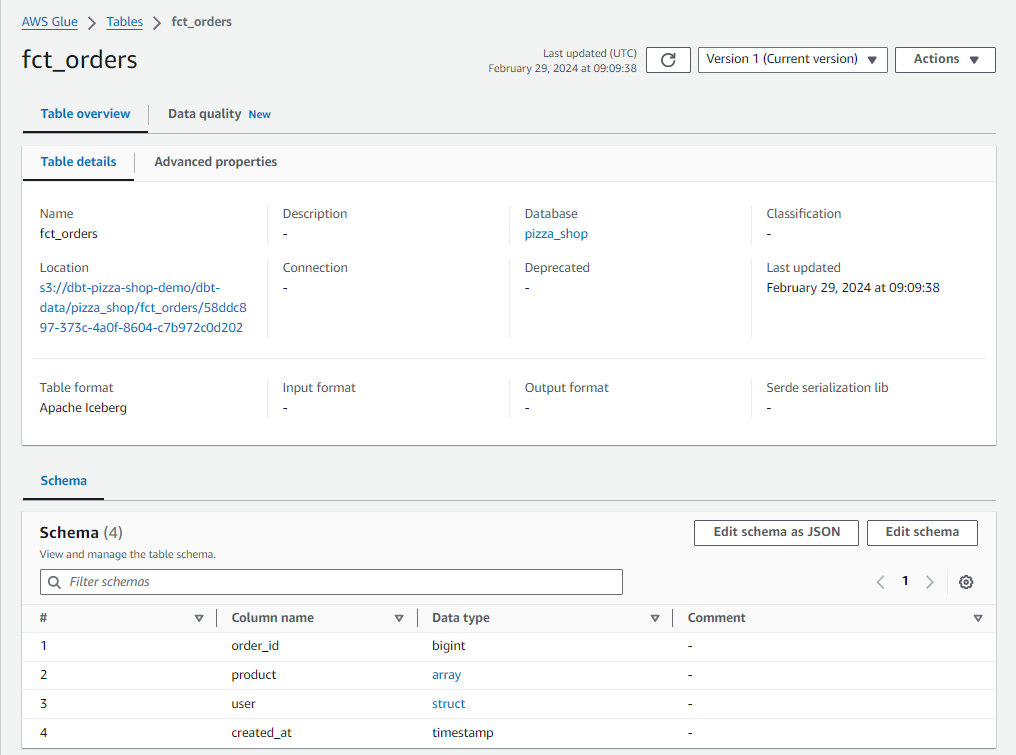 AWS Glue > Tables > fct_orders
fct_orders
Last updated (UTC)
February 29, 2024 at 09:09:38
Version 1 (Current version)
Actions
Table overview
Data quality New
Table details
Advanced properties
Name
fct_orders
Description
-
Database
pizza_shop
Classification
-
Location
s3://dbt-pizza-shop-demo/dbt-
data/pizza_shop/fct_orders/58ddc8
97-373c-4a0f-8604-c7b972c0d202
Connection
-
Deprecated
-
Last updated
February 29, 2024 at 09:09:38
Table format
Apache Iceberg
Input format
-
Output format
-
Serde serialization lib
-
Schema
Schema (4)
View and manage the table schema.
Edit schema as JSON
Edit schema
Filter schemas
1
# Column name Data type Comment
1 order_id bigint -
2 product array -
3 user struct -
4 created_at timestamp -